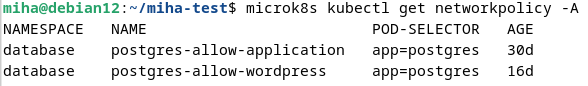 miha@debian12:~/miha-test$ microk8s kubectl get networkpolicy -A
NAMESPACE   NAME                         POD-SELECTOR   AGE
database    postgres-allow-application   app=postgres   30d
database    postgres-allow-wordpress     app=postgres   16d